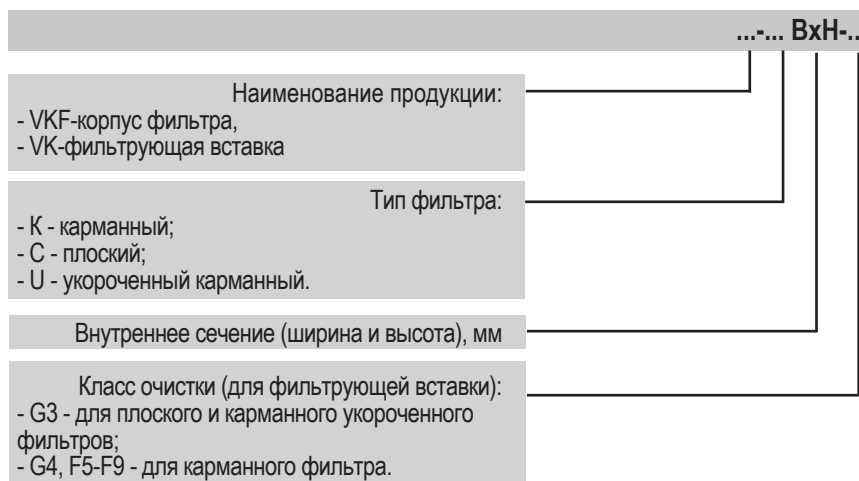 ...-... ВхН-..
Наименование продукции:
- VKF-корпус фильтра,
- VK-фильтрующая вставка
Тип фильтра:
- К - карманный;
- С - плоский;
- U - укороченный карманный.
Внутреннее сечение (ширина и высота), мм
Класс очистки (для фильтрующей вставки):
- G3 - для плоского и карманного укороченного
фильтров;
- G4, F5-F9 - для карманного фильтра.